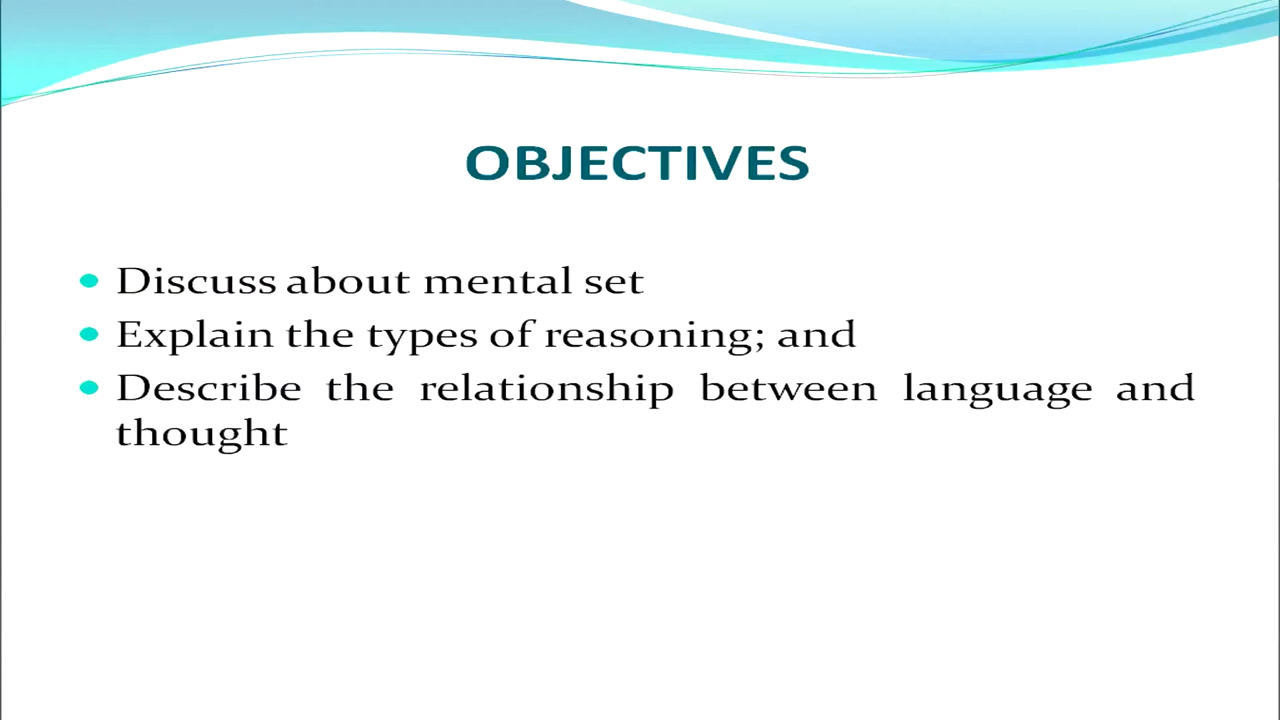 OBJECTIVES
• Discuss about mental set
• Explain the types of reasoning; and
• Describe the relationship between language and
thought